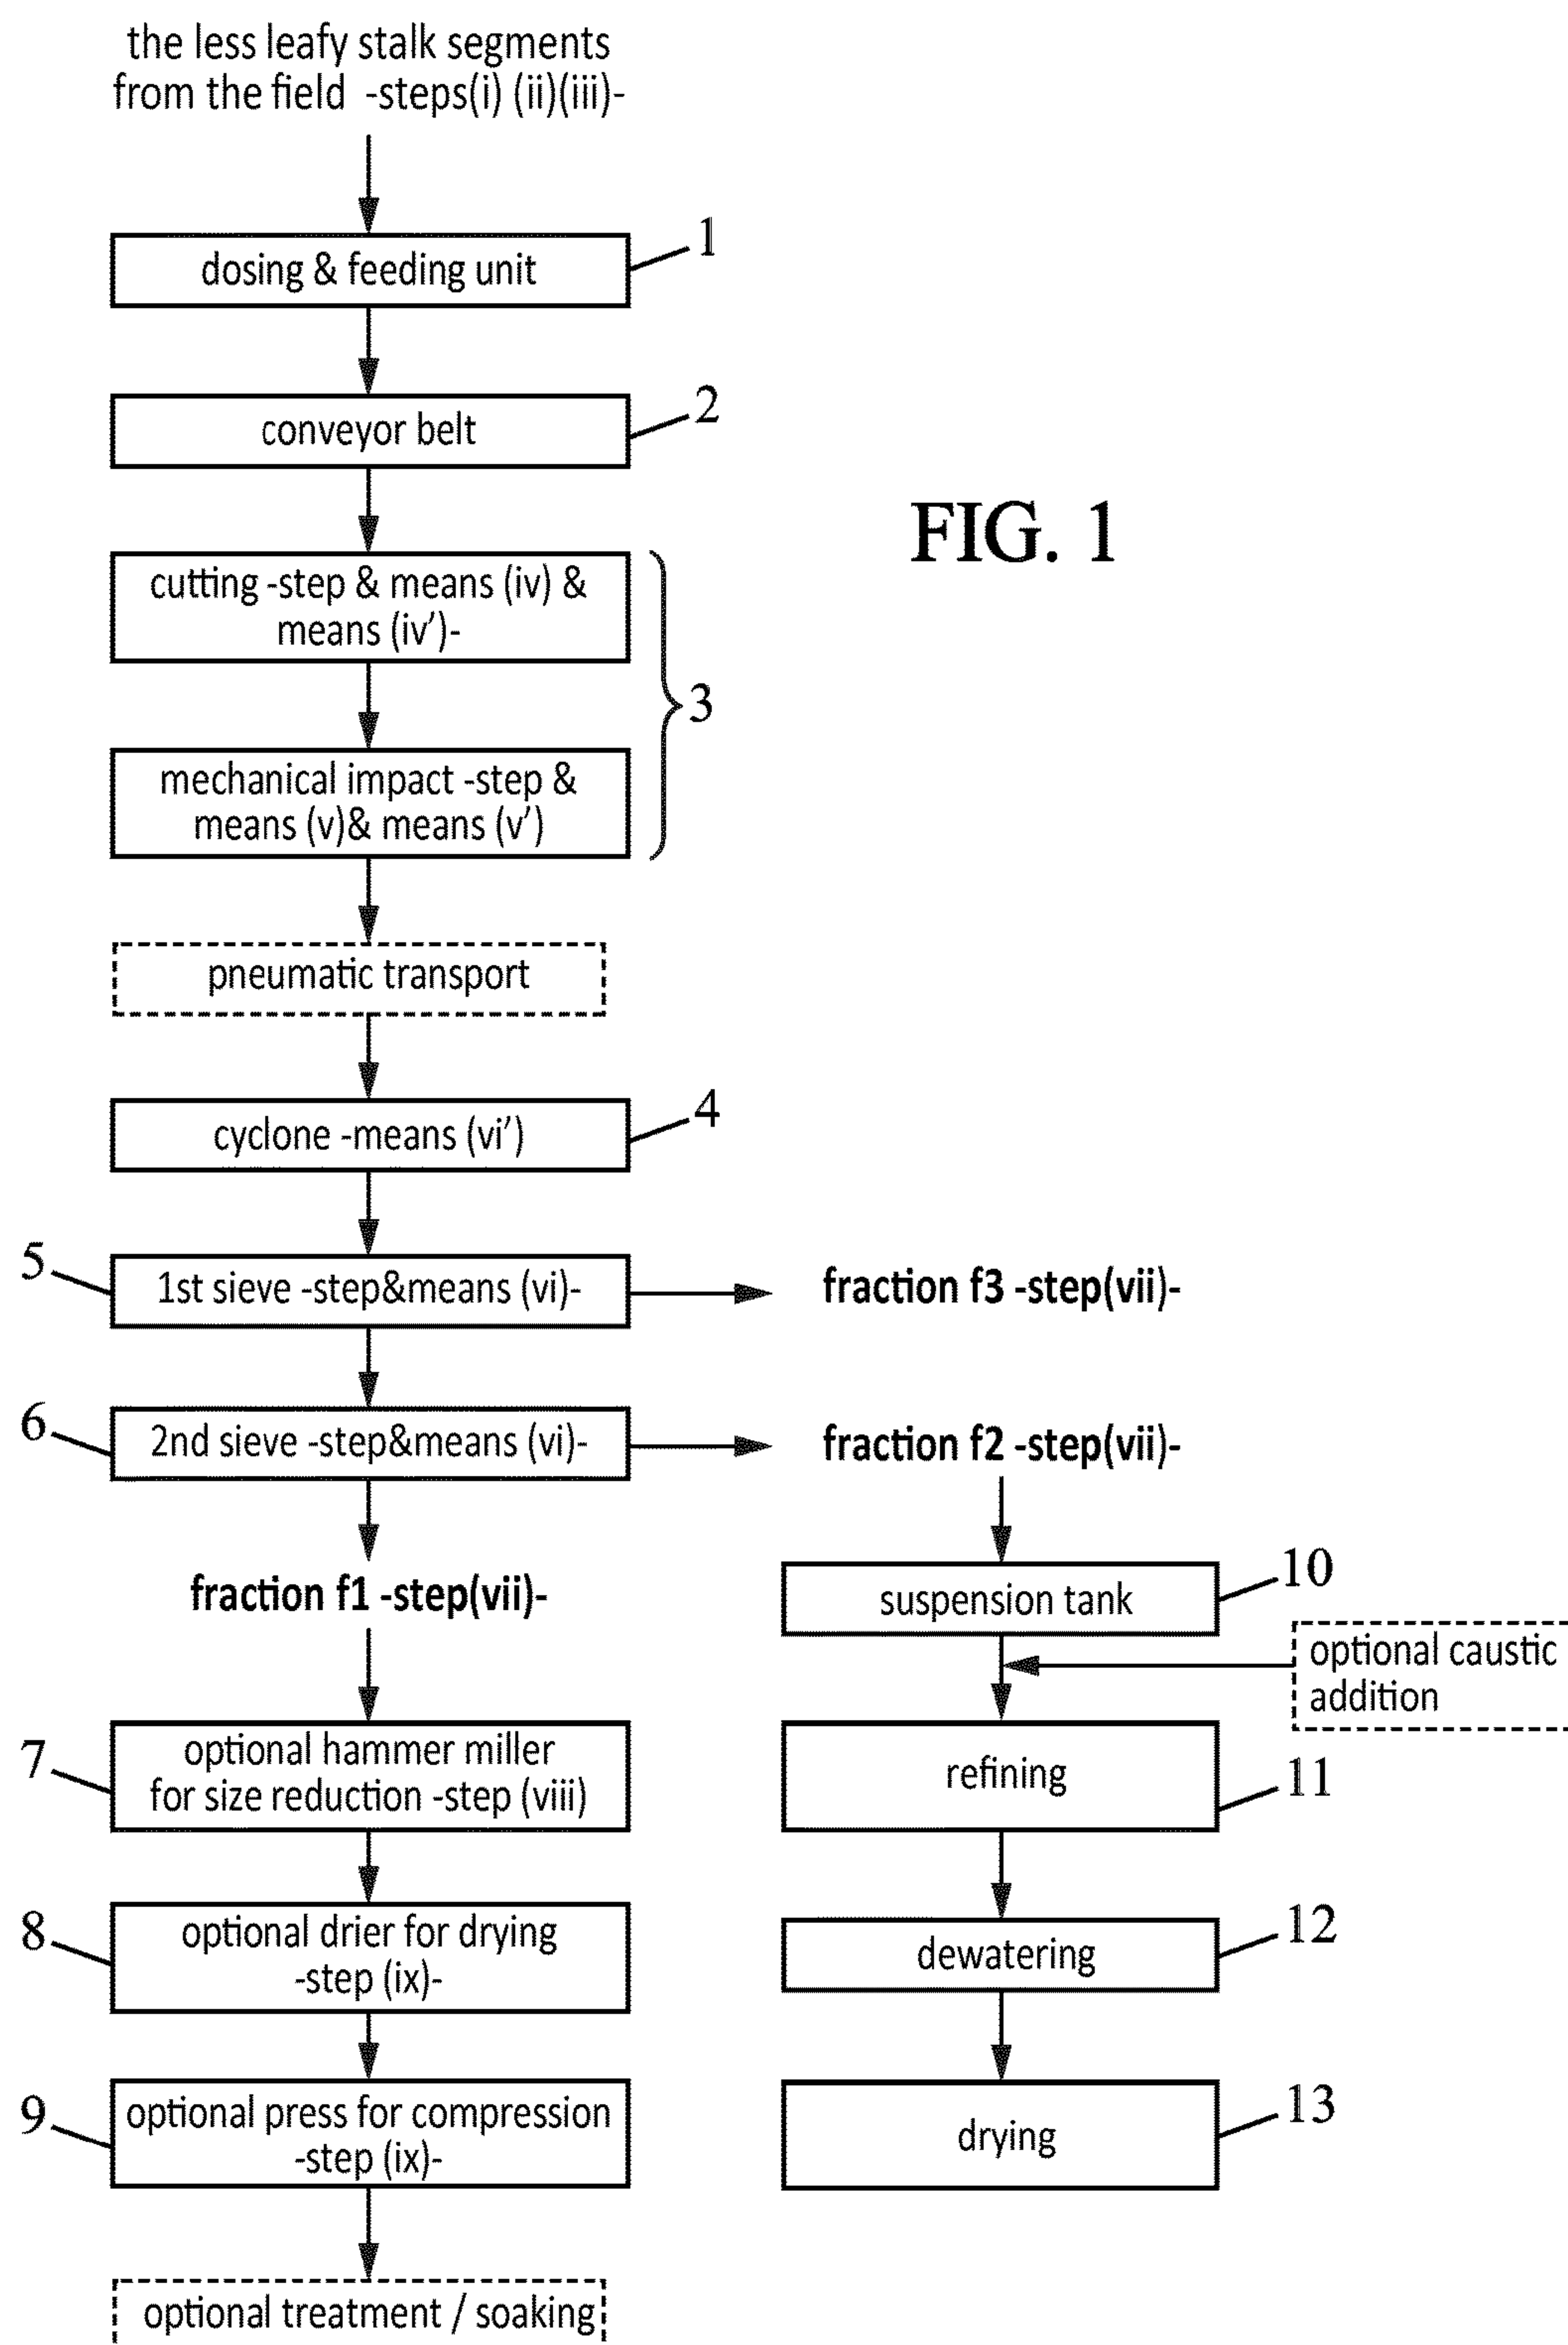 the less leafy stalk segments
from the field -steps(i) (ii)(iii)-
1
dosing & feeding unit
2
conveyor belt
FIG. 1
cutting -step & means (iv) &
means (iv')-
3
mechanical impact -step &
means (v)& means (v')
pneumatic transport
4
cyclone -means (vi')
5
1st sieve -step&means (vi)-
fraction f3 -step(vii)-
6
2nd sieve -step&means (vi)-
fraction f2 -step(vii)-
fraction f1 -step(vii)-
10
suspension tank
optional caustic
addition
7
optional hammer miller
for size reduction -step (viii)
refining
11
8
optional drier for drying
-step (ix)-
12
dewatering
9
optional press for compression
-step (ix)-
13
drying
optional treatment / soaking